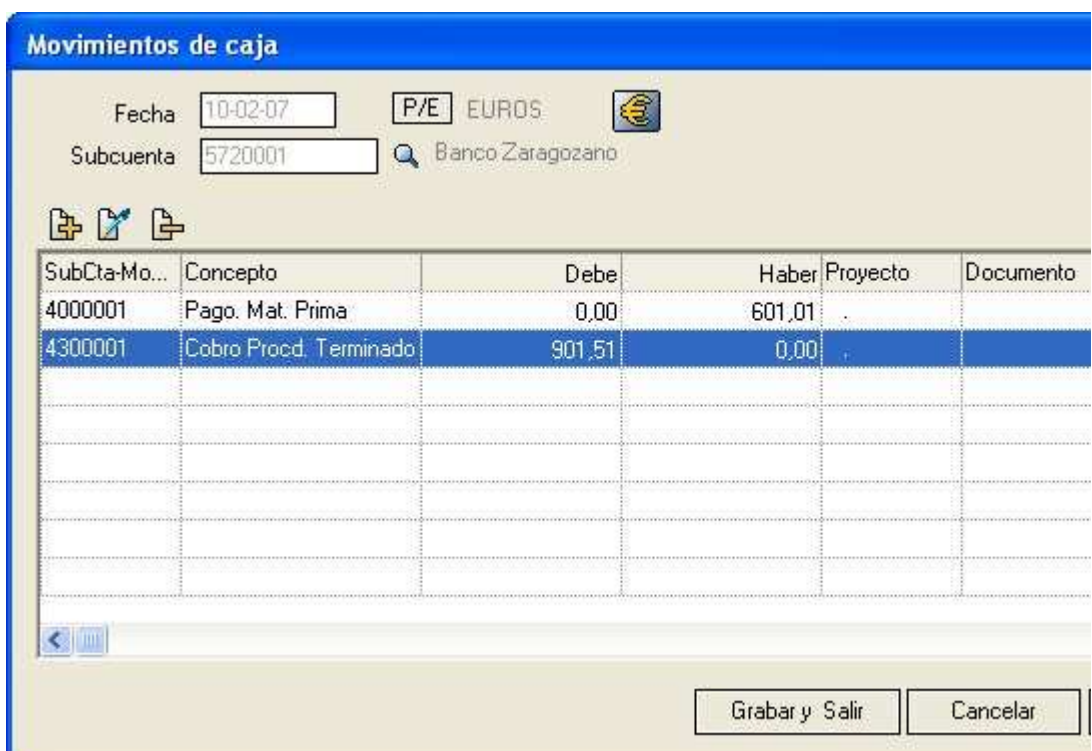 Movimientos de caja
Fecha 10-02-07 P/E EUROS
Subcuenta 5720001 Banco Zaragozano
SubCta-Mo... Concepto Debe Haber Proyecto Documento
4000001 Pago. Mat. Prima 0,00 601,01 .
4300001 Cobro Procd. Terminado 901,51 0,00 .
Grabar y Salir Cancelar